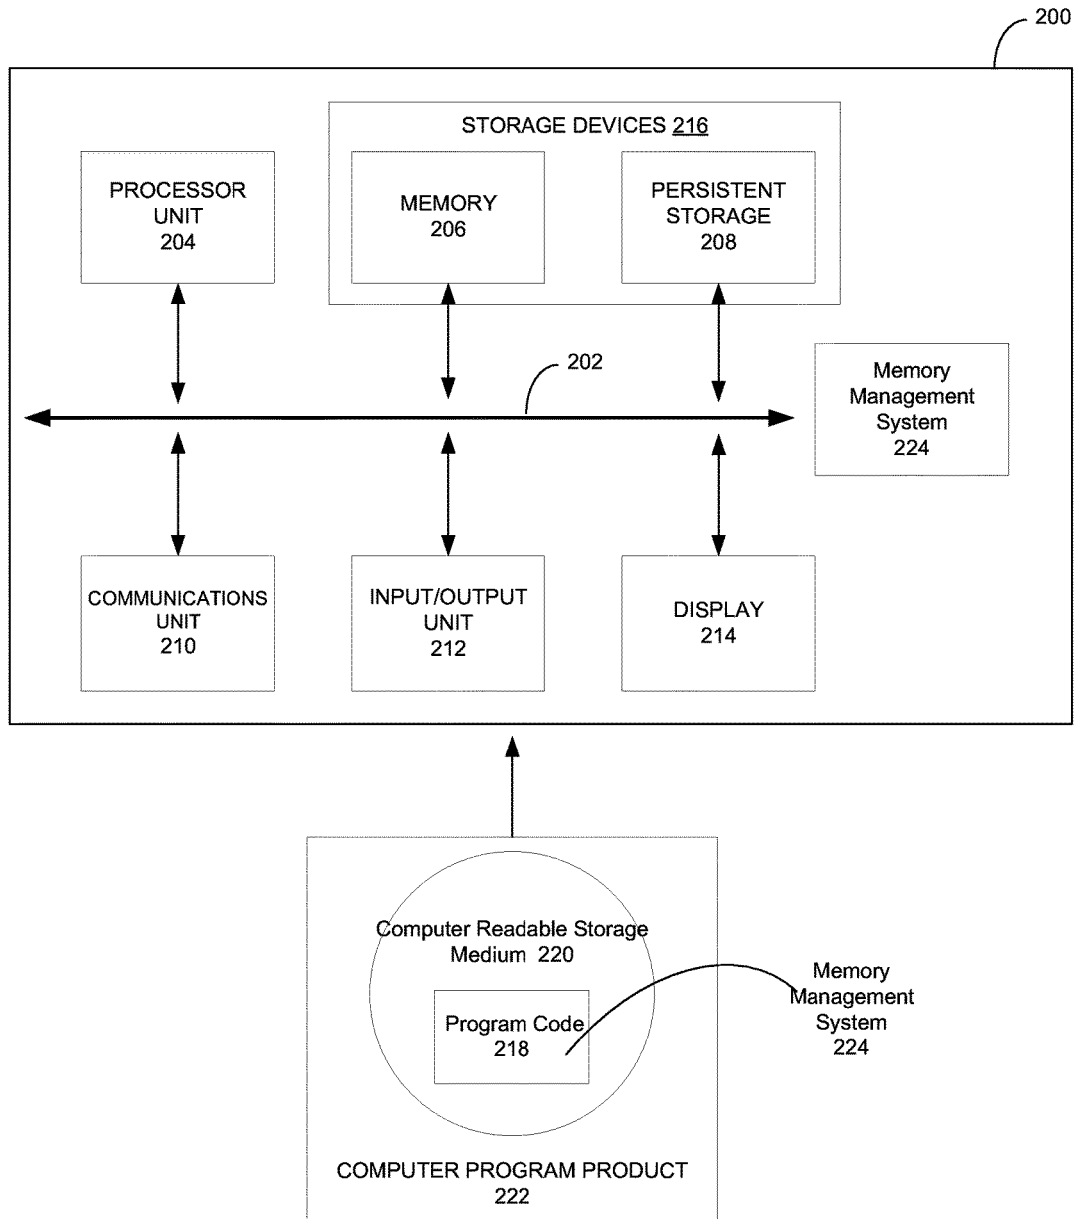 200
STORAGE DEVICES 216
PROCESSOR
UNIT
204
MEMORY
206
PERSISTENT
STORAGE
208
202
Memory
Management
System
224
COMMUNICATIONS
UNIT
210
INPUT/OUTPUT
UNIT
212
DISPLAY
214
Computer Readable Storage
Medium 220
Program Code
218
Memory
Management
System
224
COMPUTER PROGRAM PRODUCT
222